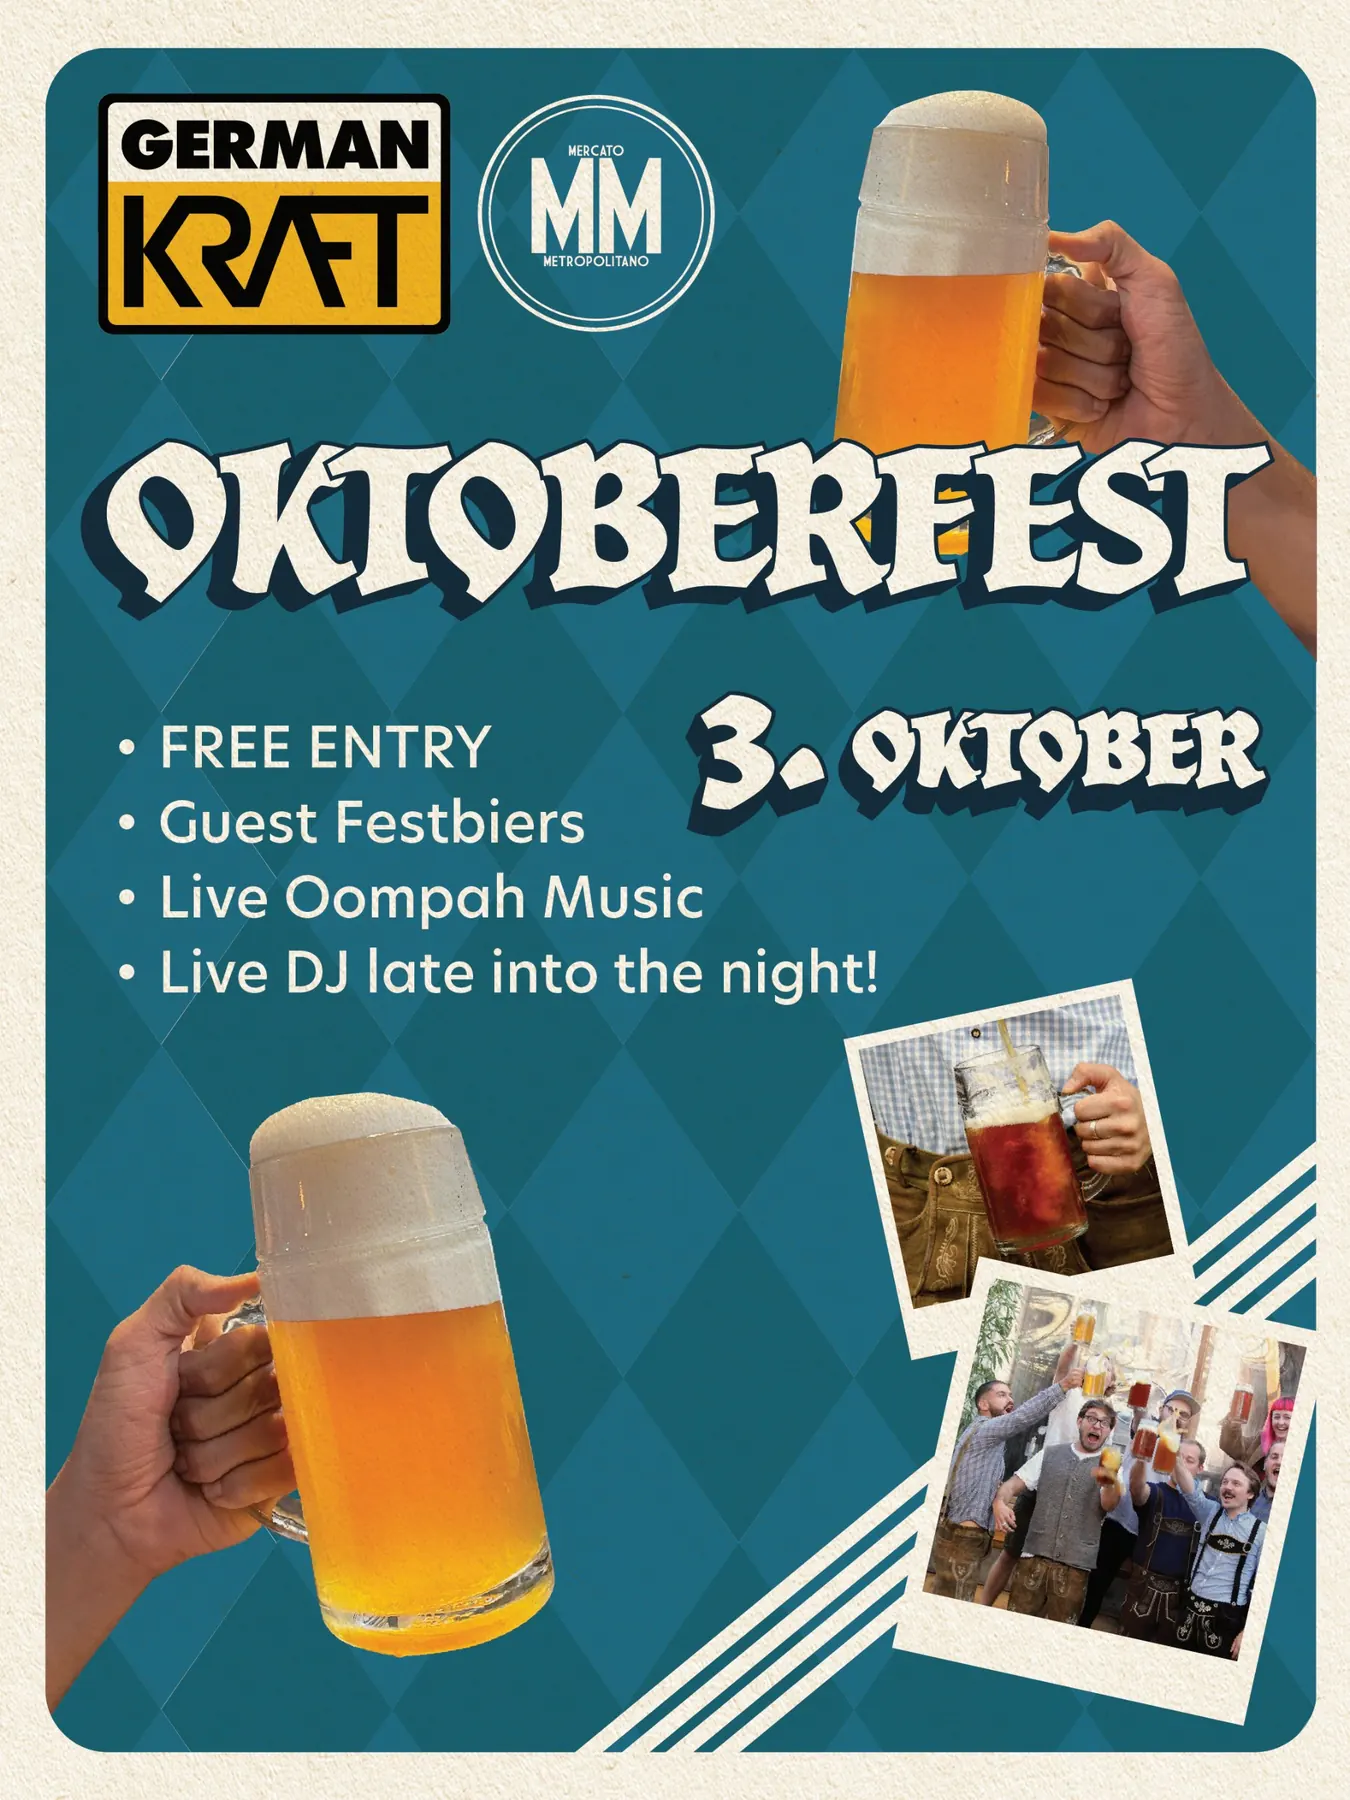 GERMAN
KRAFT
MERCATO
MM
METROPOLITANO
OKTOBERFEST
3. OKTOBER
• FREE ENTRY
• Guest Festbiers
• Live Oompah Music
• Live DJ late into the night!